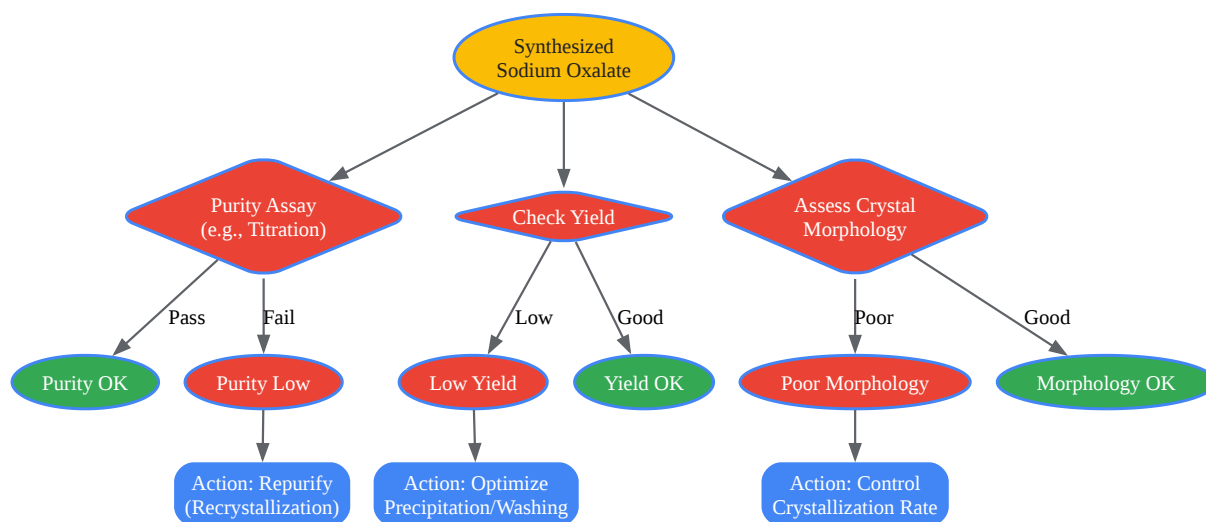 Synthesized
Sodium Oxalate
Purity Assay
(e.g., Titration)
Check Yield
Assess Crystal
Morphology
Pass
Fail
Low
Good
Poor
Good
Purity OK
Purity Low
Low Yield
Yield OK
Poor Morphology
Morphology OK
Action: Repurify
(Recrystallization)
Action: Optimize
Precipitation/Washing
Action: Control
Crystallization Rate